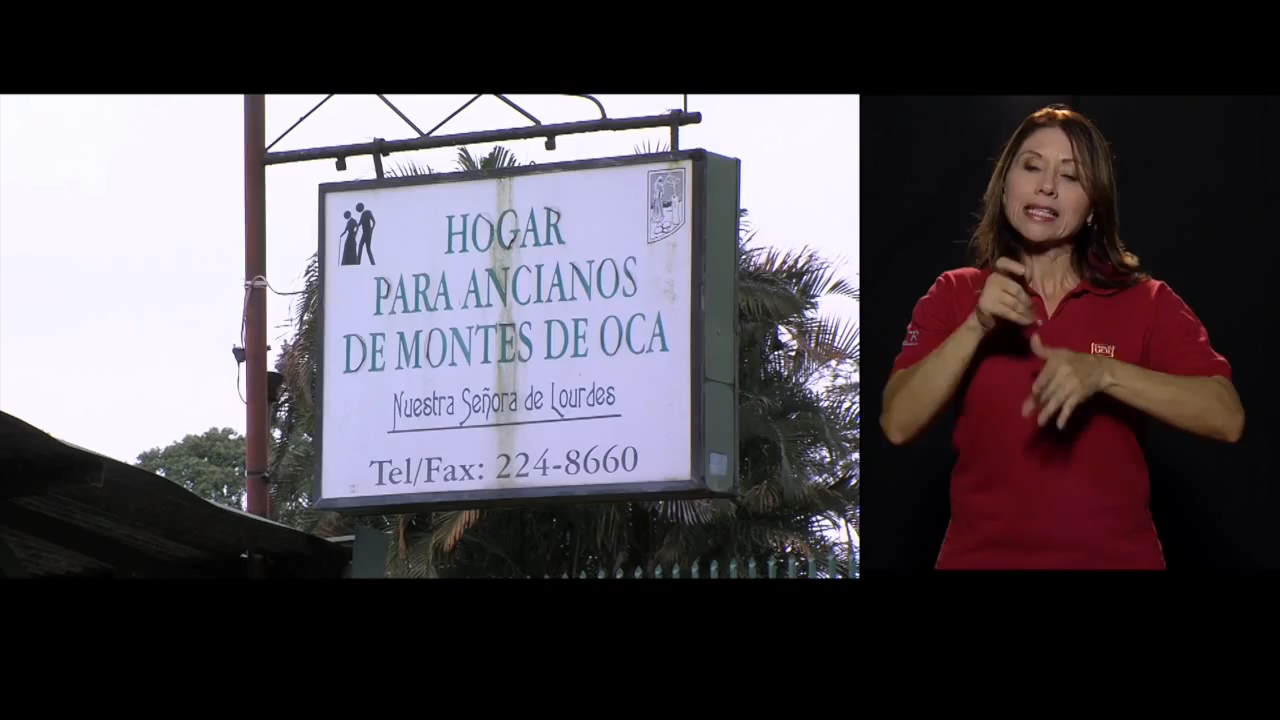 HOGAR
PARA ANCIANOS
DE MONTES DE OCA
Nuestra Señora de Lourdes
Tel/Fax: 224-8660